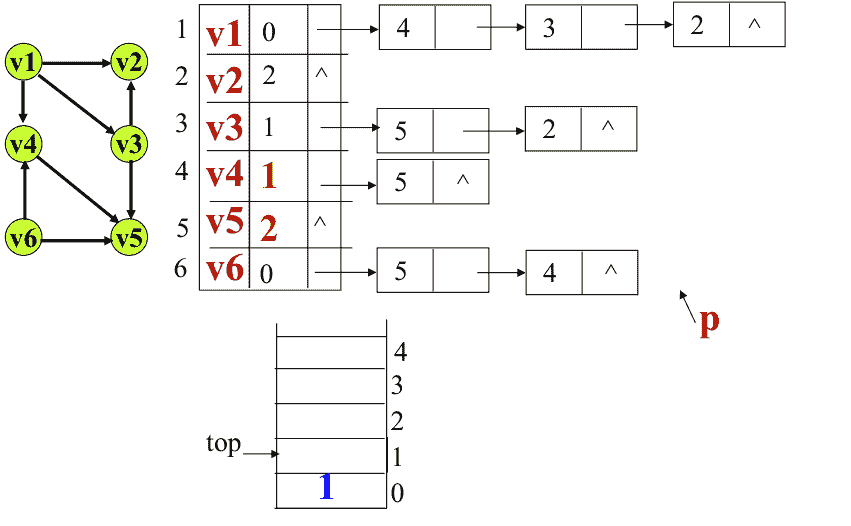 v1 v2
v4 v3
v6 v5
1 v1 0 4 3 2 ^
2 v2 2 ^
3 v3 1 5 2 ^
4 v4 1 5 ^
5 v5 2 ^
6 v6 0 5 4 ^
p
4
3
2
top 1
1 0